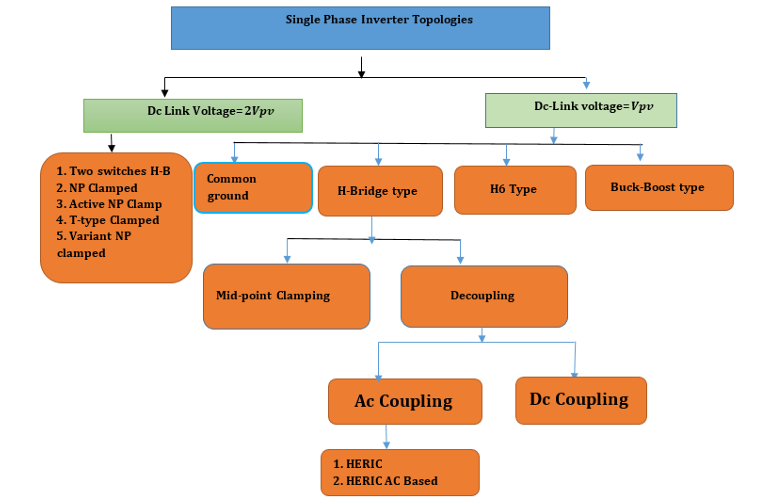 Single Phase Inverter Topologies
Dc Link Voltage=2Vpv
Dc-Link voltage=Vpv
1. Two switches H-B
2. NP Clamped
3. Active NP Clamp
4. T-type Clamped
5. Variant NP
clamped
Common
ground
H-Bridge type
H6 Type
Buck-Boost type
Mid-point Clamping
Decoupling
Ac Coupling
Dc Coupling
1. HERIC
2. HERIC AC Based